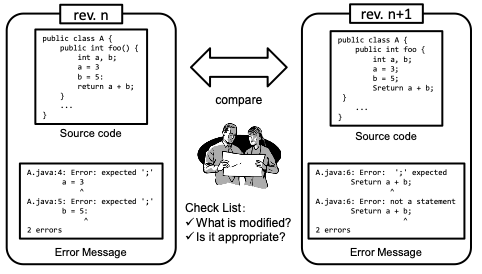 rev. n
public class A {
public int foo() {
int a, b;
a = 3
b = 5:
return a + b;
}
...
}
Source code
A.java:4: Error: expected ';'
a = 3
^
A.java:5: Error: expected ';'
b = 5:
^
2 errors
Error Message
compare
Check List:
✓ What is modified?
✓ Is it appropriate?
rev. n+1
public class A {
public int foo {
int a, b;
a = 3;
b = 5;
Sreturn a + b;
}
...
}
Source code
A.java:6: Error: ';' expected
Sreturn a + b;
^
A.java:6: Error: not a statement
Sreturn a + b;
^
2 errors
Error Message